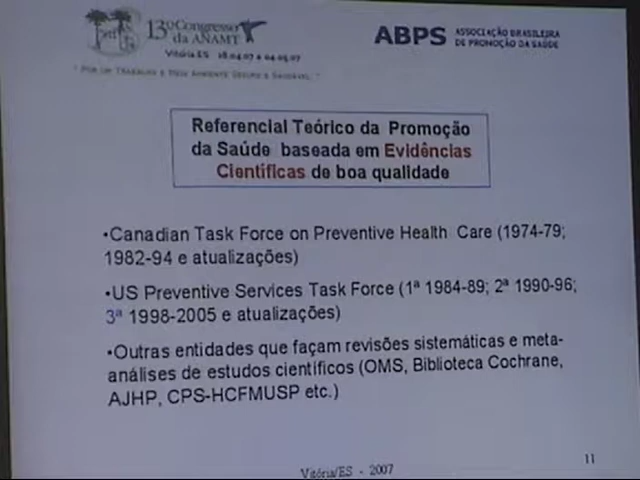 13º Congresso
da ANAMT
Vitória ES
ABPS
ASSOCIAÇÃO BRASILEIRA
DE PROMOÇÃO DA SAÚDE
Referencial Teórico da Promoção
da Saúde baseada em Evidências
Científicas de boa qualidade
•Canadian Task Force on Preventive Health Care (1974-79;
1982-94 e atualizações)
•US Preventive Services Task Force (1ª 1984-89; 2ª 1990-96;
3ª 1998-2005 e atualizações)
•Outras entidades que façam revisões sistemáticas e meta-
análises de estudos científicos (OMS, Biblioteca Cochrane,
AJHP, CPS-HCFMUSP etc.)
Vitória/ES - 2007
11